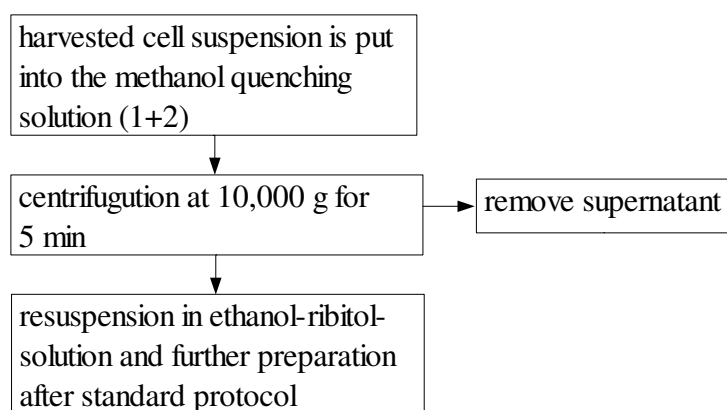 harvested cell suspension is put
into the methanol quenching
solution (1+2)
centrifugution at 10,000 g for
5 min
remove supernatant
resuspension in ethanol-ribitol-
solution and further preparation
after standard protocol